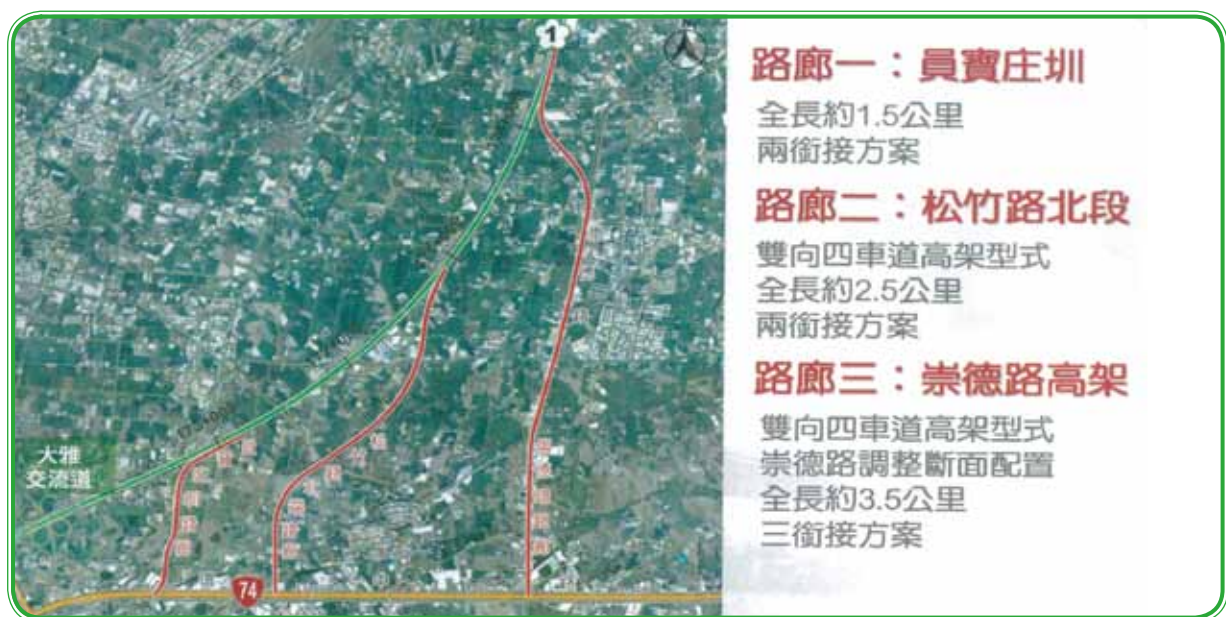 1
大雅
交流道
74
路廊一：員寶庄圳
全長約1.5公里
兩銜接方案
路廊二：松竹路北段
雙向四車道高架型式
全長約2.5公里
兩銜接方案
路廊三：崇德路高架
雙向四車道高架型式
崇德路調整斷面配置
全長約3.5公里
三銜接方案